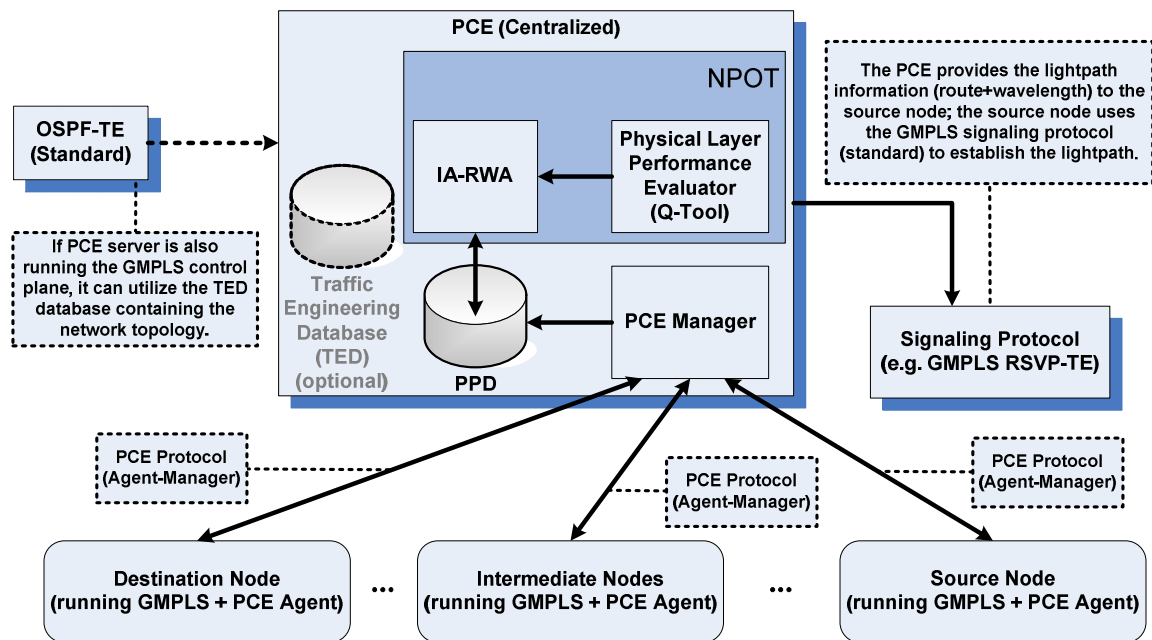 PCE (Centralized)
NPOT
OSPF-TE
(Standard)
IA-RWA
Physical Layer
Performance
Evaluator
(Q-Tool)
The PCE provides the lightpath
information (route+wavelength) to the
source node; the source node uses
the GMPLS signaling protocol
(standard) to establish the lightpath.
If PCE server is also
running the GMPLS control
plane, it can utilize the TED
database containing the
network topology.
Traffic
Engineering
Database
(TED)
(optional)
PPD
PCE Manager
Signaling Protocol
(e.g. GMPLS RSVP-TE)
PCE Protocol
(Agent-Manager)
PCE Protocol
(Agent-Manager)
PCE Protocol
(Agent-Manager)
Destination Node
(running GMPLS + PCE Agent)
...
Intermediate Nodes
(running GMPLS + PCE Agent)
...
Source Node
(running GMPLS + PCE Agent)